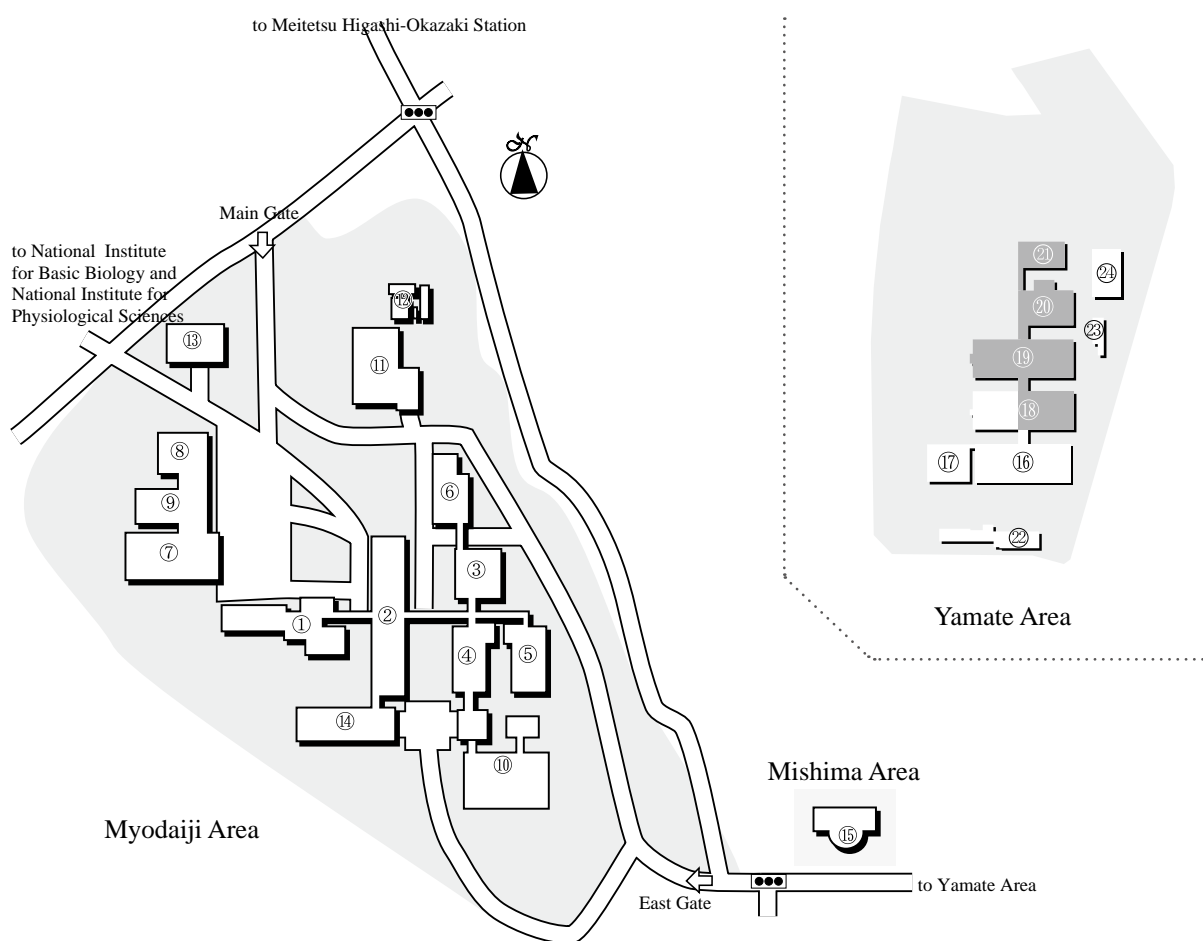 to Meitetsu Higashi-Okazaki Station
N
Main Gate
to National Institute
for Basic Biology and
National Institute for
Physiological Sciences
⑬
⑫
⑪
⑧
⑥
⑨
⑦
③
②
①
④
⑤
⑭
⑩
Myodaiji Area
㉑
㉔
⑳
㉓
⑲
⑱
⑰
⑯
㉒
Yamate Area
Mishima Area
⑮
East Gate
to Yamate Area